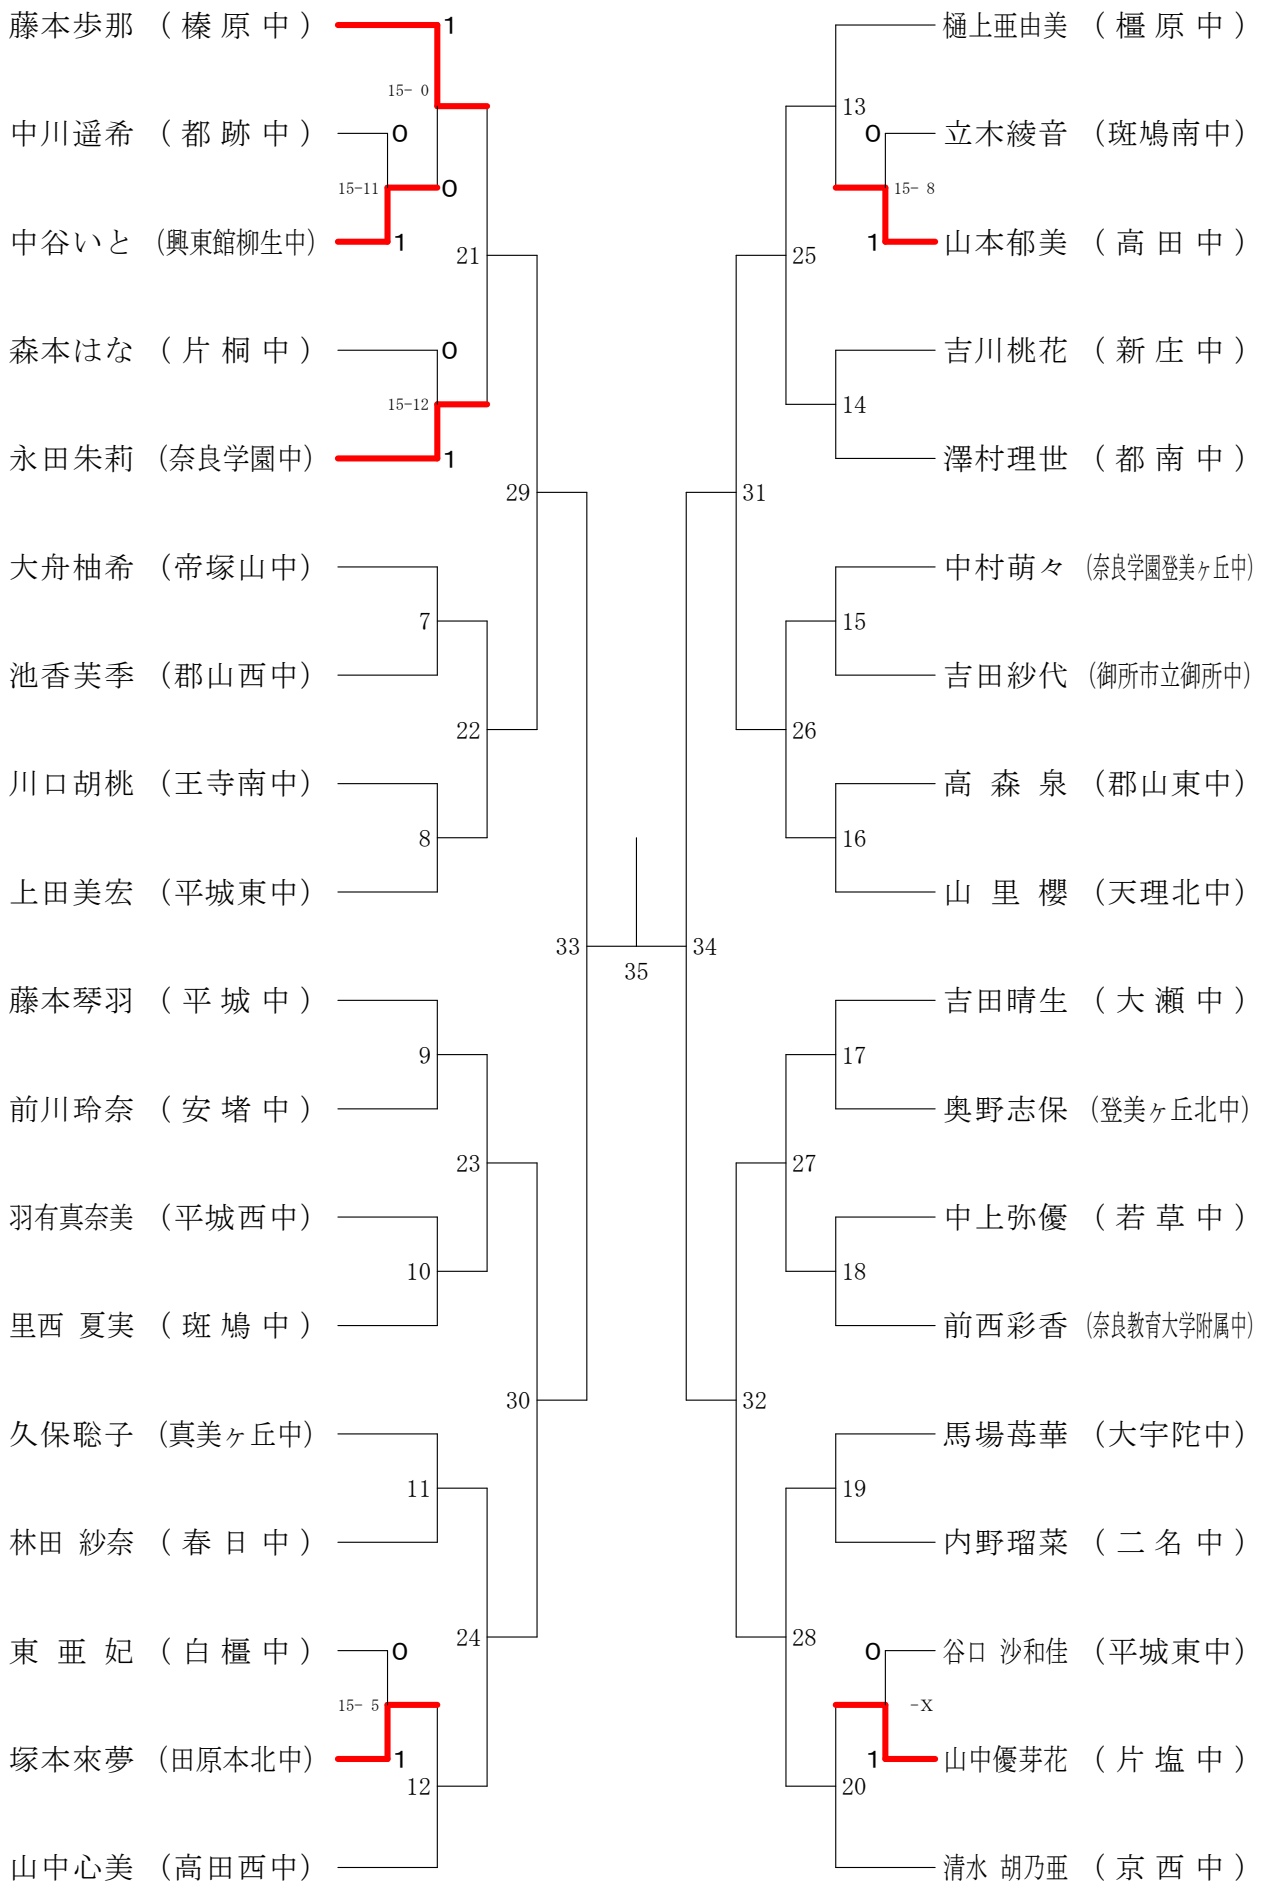 藤本歩那 （ 榛 原 中 ）
1
15- 0
中川遥希 （ 都 跡 中 ）
0
15-11
0
中谷いと （興東館柳生中）
1
21
森本はな （ 片 桐 中 ）
0
15-12
永田朱莉 （奈良学園中）
1
29
大舟柚希 （帝塚山中）
7
池香芙季 （郡山西中）
22
川口胡桃 （王寺南中）
8
上田美宏 （平城東中）
33
藤本琴羽 （ 平 城 中 ）
9
前川玲奈 （ 安 堵 中 ）
23
羽有真奈美 （平城西中）
10
里西 夏実 （ 斑 鳩 中 ）
30
久保聡子 （真美ヶ丘中）
11
林田 紗奈 （ 春 日 中 ）
24
東 亜 妃 （ 白 橿 中 ）
0
15- 5
塚本來夢 （田原本北中）
1
12
山中心美 （高田西中）
35
樋上亜由美 （ 橿 原 中 ）
13
0
立木綾音 （斑鳩南中）
15- 8
1
山本郁美 （ 高 田 中 ）
25
吉川桃花 （ 新 庄 中 ）
14
澤村理世 （ 都 南 中 ）
31
中村萌々 （奈良学園登美ヶ丘中）
15
吉田紗代 （御所市立御所中）
26
高 森 泉 （郡山東中）
16
山 里 櫻 （天理北中）
34
吉田晴生 （ 大 瀬 中 ）
17
奥野志保 （登美ヶ丘北中）
27
中上弥優 （ 若 草 中 ）
18
前西彩香 （奈良教育大学附属中）
32
馬場苺華 （大宇陀中）
19
内野瑠菜 （ 二 名 中 ）
28
0
谷口 沙和佳 （平城東中）
-X
1
山中優芽花 （ 片 塩 中 ）
20
清水 胡乃亜 （ 京 西 中 ）